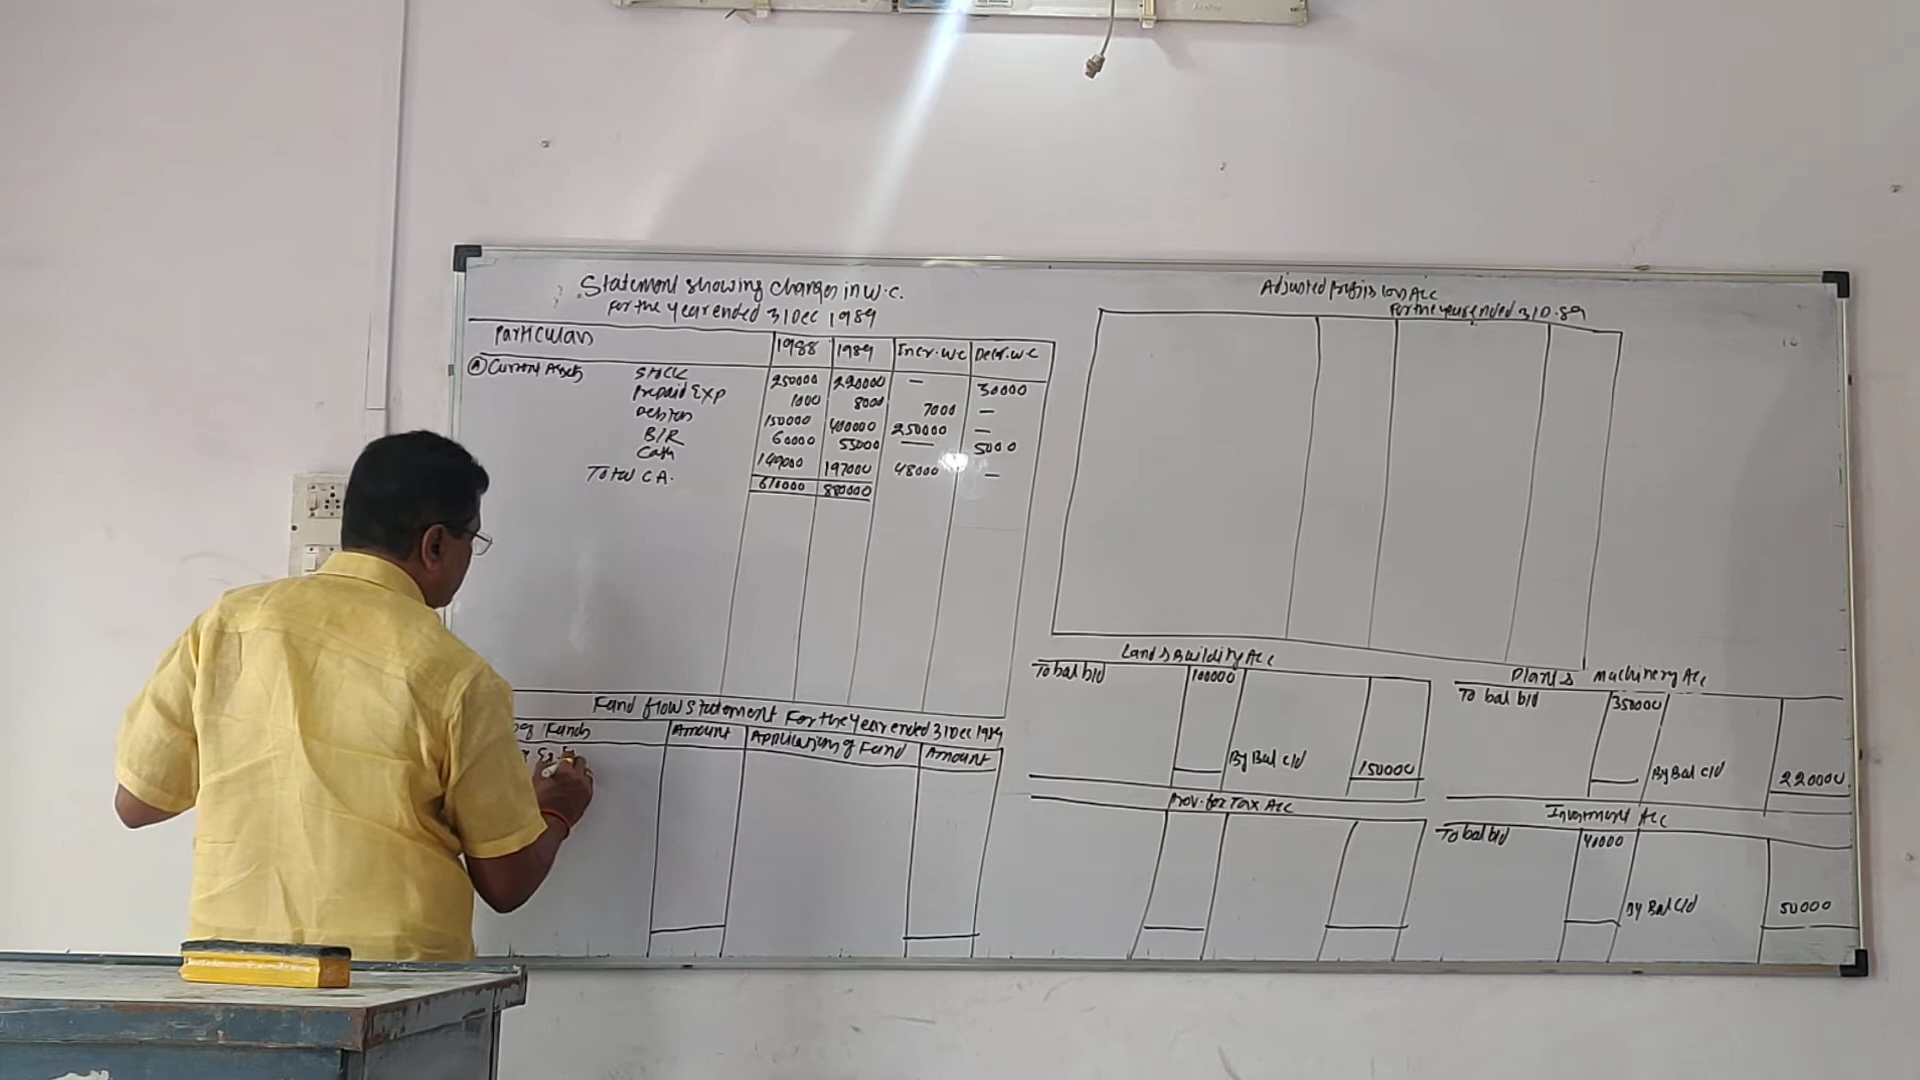 Statement showing changes in W.C.
For the Year ended 31 Dec 1989
Particulars 1988 1989 Incr.WC Decr.WC
Ⓐ Current Assets Stock 250000 220000 — 30000
Prepaid Exp 1000 8000 7000 —
Debtors 150000 400000 250000 —
B/R 60000 55000 — 5000
Cash 149000 197000 48000 —
Total C A. 610000 880000
Fund flow Statement For the Year ended 31 Dec 1989
of Funds Amount Application of Fund Amount
Adjusted profit & loss Acc
For the year ended 31.D.89
Land & Building Acc
To bal b/d 100000
By Bal c/d 150000
Plant & Machinery Acc
To bal b/d 350000
By Bal c/d 220000
Prov. for Tax Acc
Investment Acc
To bal b/d 40000
By Bal c/d 50000